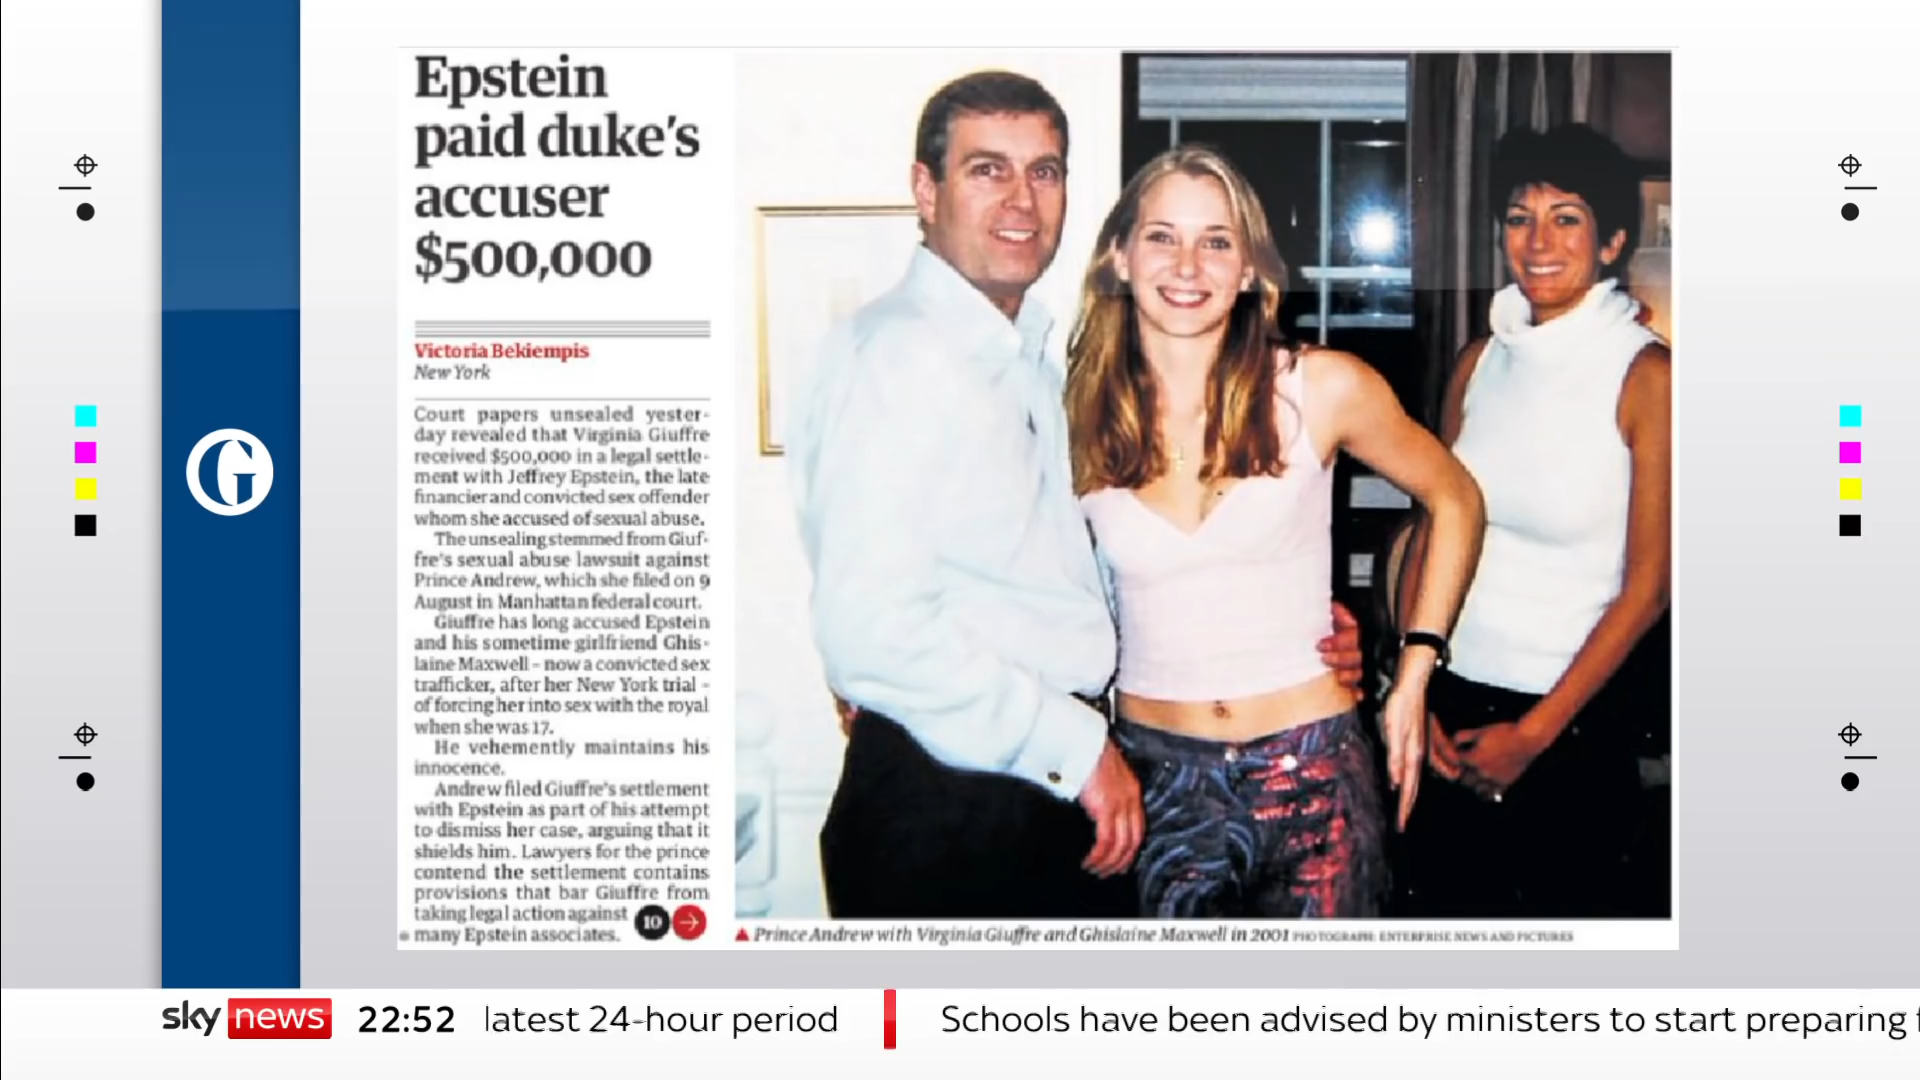 Epstein
paid duke's
accuser
$500,000
Victoria Bekiempis
New York
Court papers unsealed yester-
day revealed that Virginia Giuffre
received $500,000 in a legal settle-
ment with Jeffrey Epstein, the late
financier and convicted sex offender
whom she accused of sexual abuse.
The unsealing stemmed from Giuf-
fre's sexual abuse lawsuit against
Prince Andrew, which she filed on 9
August in Manhattan federal court.
Giuffre has long accused Epstein
and his sometime girlfriend Ghis-
laine Maxwell – now a convicted sex
trafficker, after her New York trial –
of forcing her into sex with the royal
when she was 17.
He vehemently maintains his
innocence.
Andrew filed Giuffre's settlement
with Epstein as part of his attempt
to dismiss her case, arguing that it
shields him. Lawyers for the prince
contend the settlement contains
provisions that bar Giuffre from
taking legal action against
many Epstein associates.
10
Prince Andrew with Virginia Giuffre and Ghislaine Maxwell in 2001 PHOTOGRAPH: ENTERPRISE NEWS AND PICTURES
G
sky news 22:52 latest 24-hour period Schools have been advised by ministers to start preparing